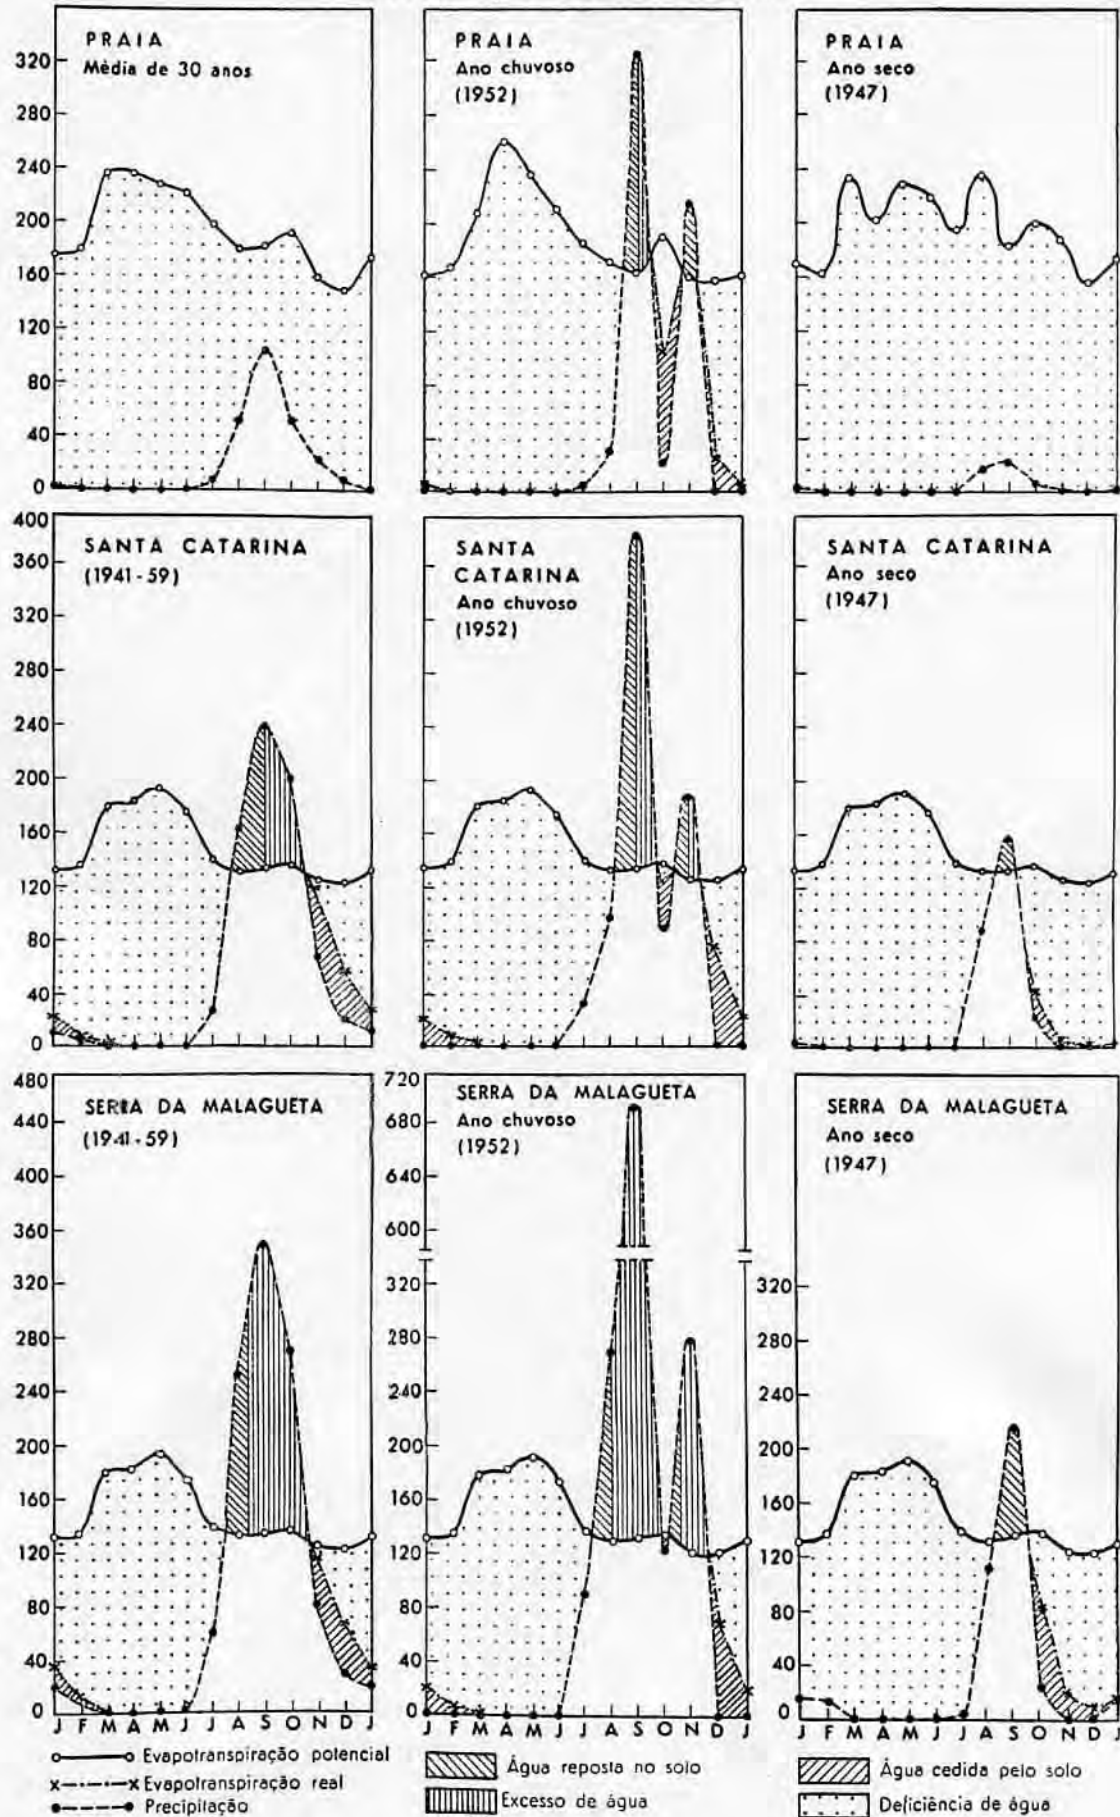 PRAIA
Média de 30 anos
320
280
240
200
160
120
80
40
0
PRAIA
Ano chuvoso
(1952)
PRAIA
Ano seco
(1947)
400
360
320
280
240
200
160
120
80
40
0
SANTA CATARINA
(1941-59)
SANTA
CATARINA
Ano chuvoso
(1952)
SANTA CATARINA
Ano seco
(1947)
480
440
400
360
320
280
240
200
160
120
80
40
0
SERRA DA MALAGUETA
(1941-59)
J F M A M J J A S O N D J
720
680
640
600
320
280
240
200
160
120
80
40
0
SERRA DA MALAGUETA
Ano chuvoso
(1952)
J F M A M J J A S O N D J
320
280
240
200
160
120
80
40
0
SERRA DA MALAGUETA
Ano seco
(1947)
J F M A M J J A S O N D J
Evapotranspiração potencial
Evapotranspiração real
Precipitação
Água reposta no solo
Excesso de água
Água cedida pelo solo
Deficiência de água